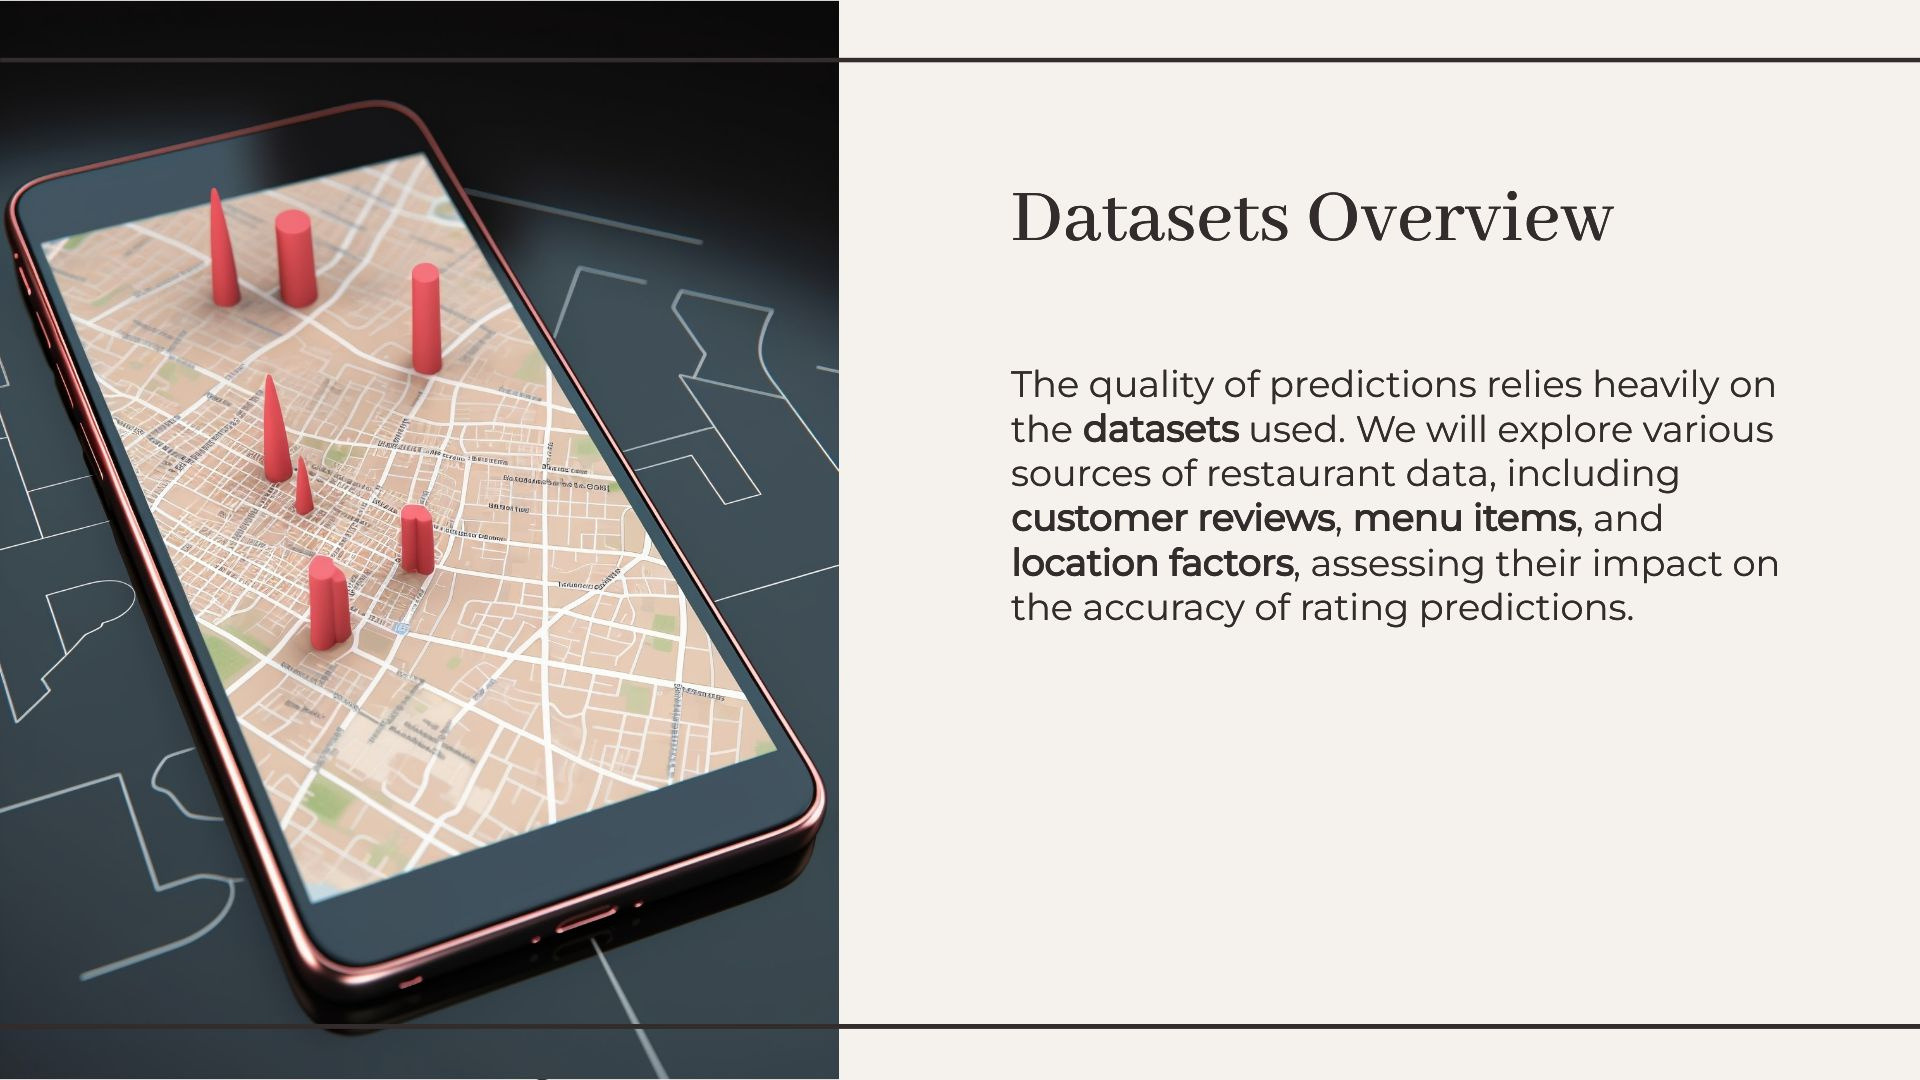 Datasets Overview
The quality of predictions relies heavily on
the datasets used. We will explore various
sources of restaurant data, including
customer reviews, menu items, and
location factors, assessing their impact on
the accuracy of rating predictions.